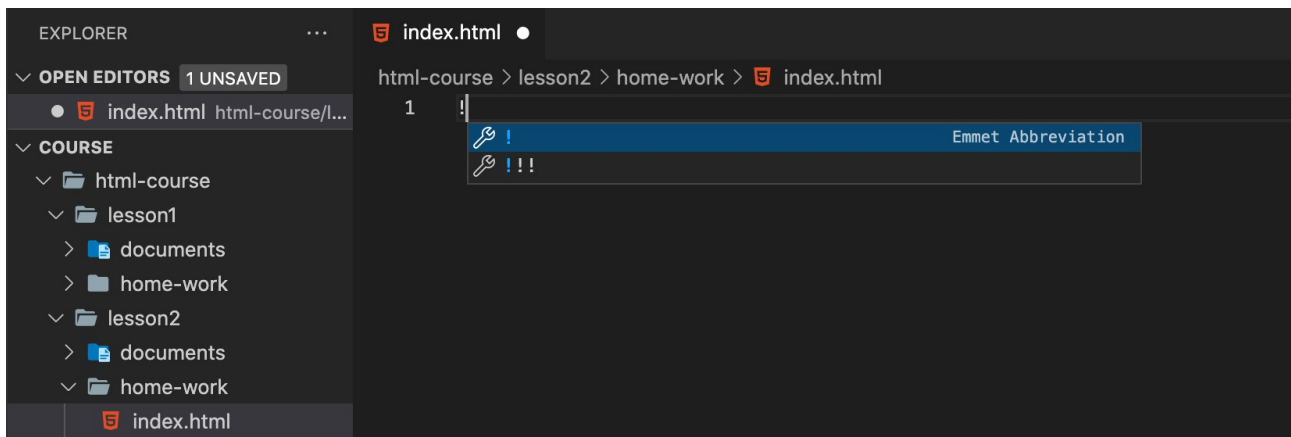 EXPLORER ...
OPEN EDITORS 1 UNSAVED
index.html html-course/l...
COURSE
html-course
lesson1
documents
home-work
lesson2
documents
home-work
index.html
index.html
html-course > lesson2 > home-work > index.html
1 !
! Emmet Abbreviation
!!!